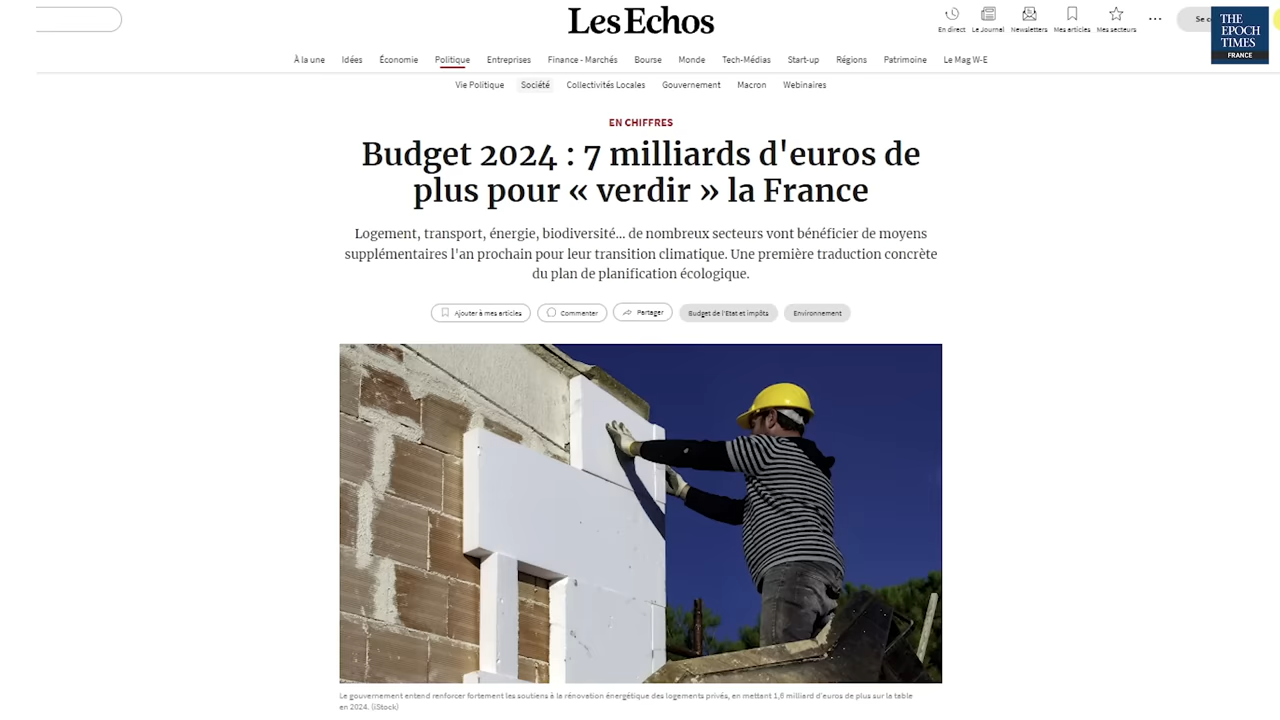 Les Echos
En direct
Le Journal
Newsletters
Mes articles
Mes secteurs
THE
EPOCH
TIMES
FRANCE
À la une
Idées
Économie
Politique
Entreprises
Finance - Marchés
Bourse
Monde
Tech-Médias
Start-up
Régions
Patrimoine
Le Mag W-E
Vie Politique
Société
Collectivités Locales
Gouvernement
Macron
Webinaires
EN CHIFFRES
Budget 2024 : 7 milliards d'euros de
plus pour « verdir » la France
Logement, transport, énergie, biodiversité... de nombreux secteurs vont bénéficier de moyens
supplémentaires l'an prochain pour leur transition climatique. Une première traduction concrète
du plan de planification écologique.
Ajouter à mes articles
Commenter
Partager
Budget de l'Etat et impôts
Environnement
Le gouvernement entend renforcer fortement les soutiens à la rénovation énergétique des logements privés, en mettant 1,6 milliard d'euros de plus sur la table
en 2024. (iStock)